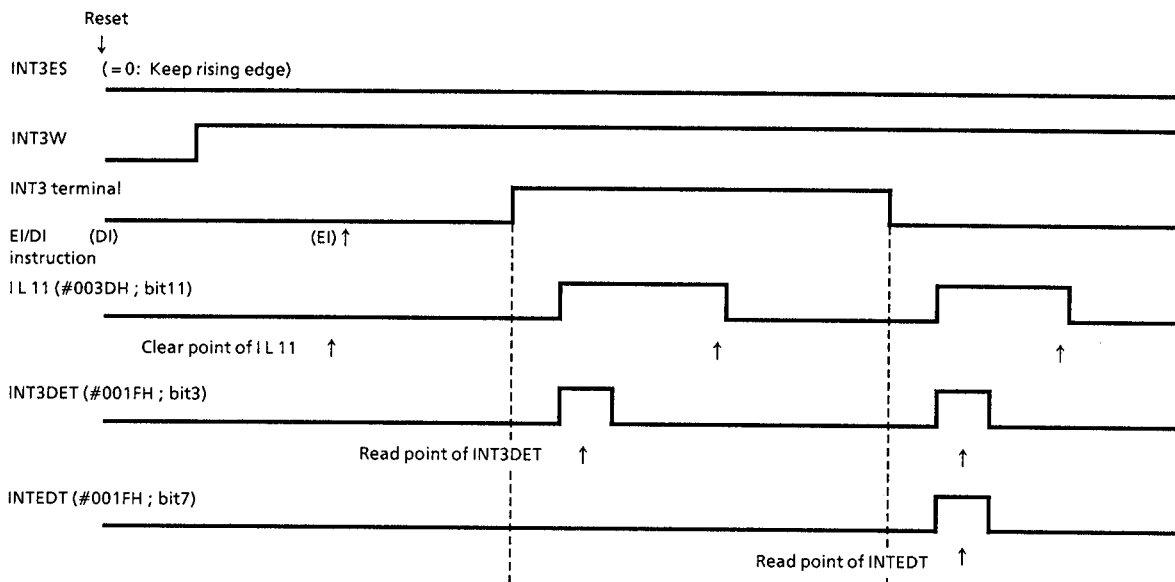 Reset
↓
INT3ES (=0: Keep rising edge)
INT3W
INT3 terminal
EI/DI (DI) (EI) ↑
instruction
IL 11 (#003DH ; bit11)
Clear point of IL 11 ↑ ↑ ↑
INT3DET (#001FH ; bit3)
Read point of INT3DET ↑ ↑
INTEDT (#001FH ; bit7)
Read point of INTEDT ↑